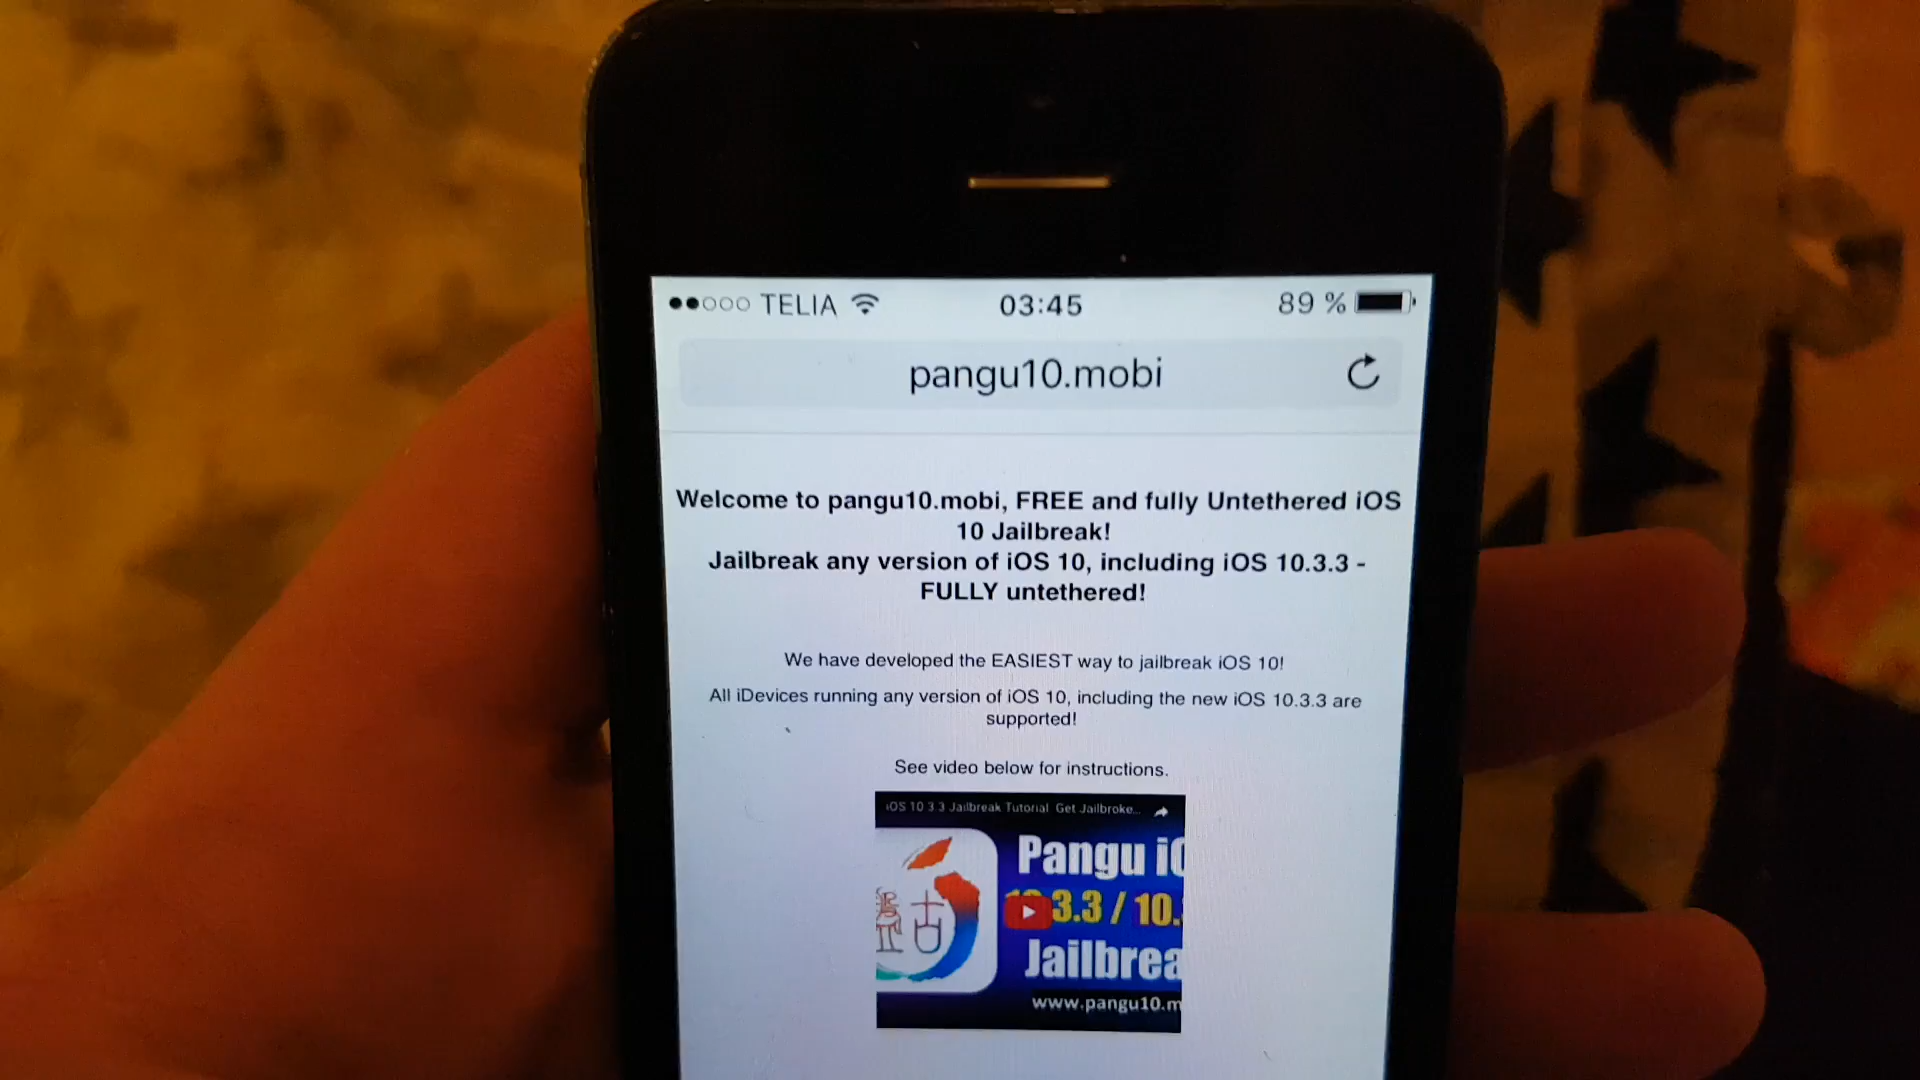 TELIA 03:45 89 %
pangu10.mobi
Welcome to pangu10.mobi, FREE and fully Untethered iOS
10 Jailbreak!
Jailbreak any version of iOS 10, including iOS 10.3.3 -
FULLY untethered!
We have developed the EASIEST way to jailbreak iOS 10!
All iDevices running any version of iOS 10, including the new iOS 10.3.3 are
supported!
See video below for instructions.
iOS 10 3 3 Jailbreak Tutorial Get Jailbroke...
Pangu iO
3.3 / 10.
Jailbrea
www.pangu10.m